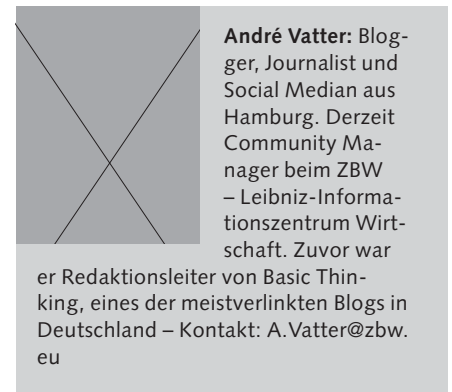 André Vatter: Blog-
ger, Journalist und
Social Median aus
Hamburg. Derzeit
Community Ma-
nager beim ZBW
– Leibniz-Informa-
tionszentrum Wirt-
schaft. Zuvor war
er Redaktionsleiter von Basic Thin-
king, eines der meistverlinkten Blogs in
Deutschland – Kontakt: A.Vatter@zbw.
eu